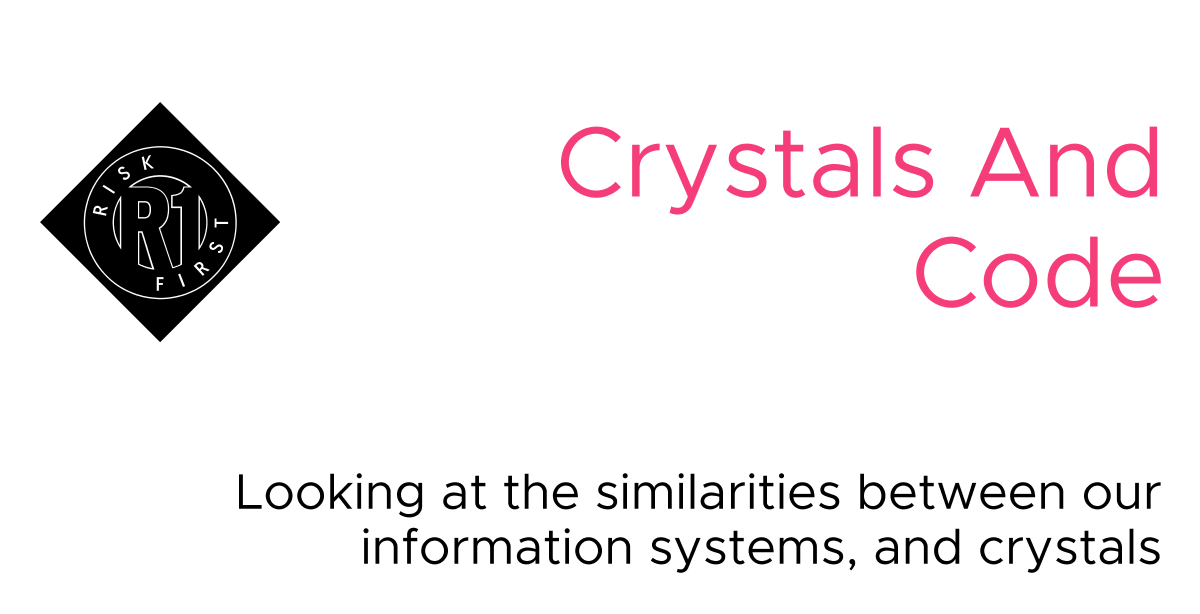 RISK
R1
FIRST
Crystals And
Code
Looking at the similarities between our
information systems, and crystals